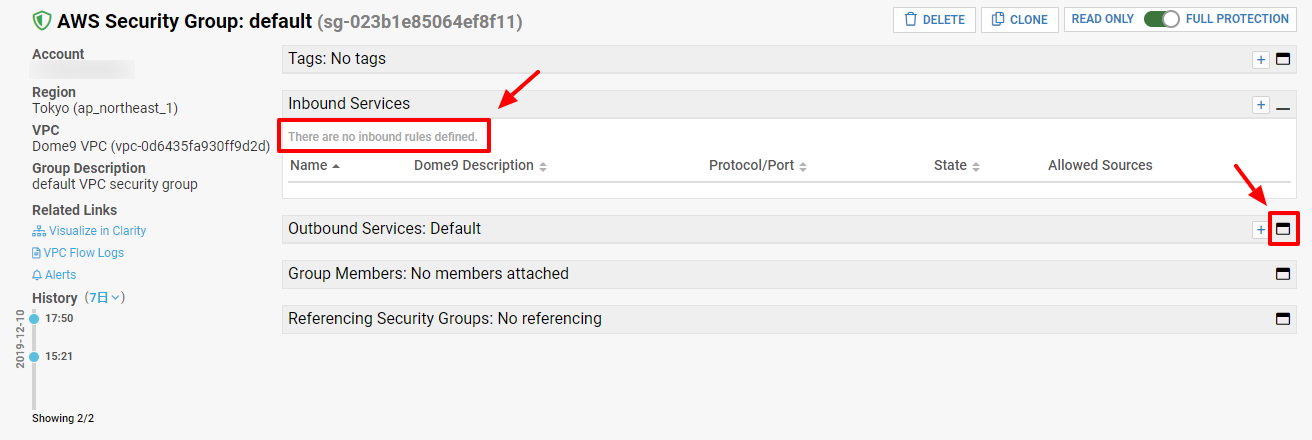 AWS Security Group: default (sg-023b1e85064ef8f11)
DELETE
CLONE
READ ONLY
FULL PROTECTION
Account
Region
Tokyo (ap_northeast_1)
VPC
Dome9 VPC (vpc-0d6435fa930ff9d2d)
Group Description
default VPC security group
Related Links
Visualize in Clarity
VPC Flow Logs
Alerts
History (7日)
2019-12-10
17:50
15:21
Showing 2/2
Tags: No tags
+
Inbound Services
+
There are no inbound rules defined.
Name Dome9 Description Protocol/Port State Allowed Sources
Outbound Services: Default
+
Group Members: No members attached
Referencing Security Groups: No referencing